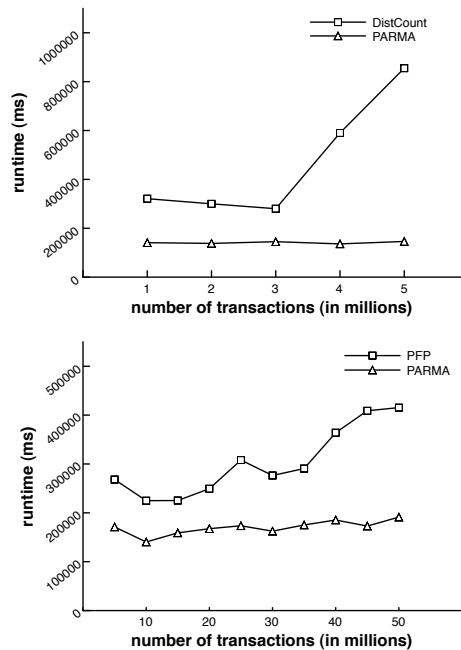 DistCount
PARMA
1000000
800000
600000
400000
200000
0
runtime (ms)
1 2 3 4 5
number of transactions (in millions)
PFP
PARMA
500000
400000
300000
200000
100000
0
runtime (ms)
10 20 30 40 50
number of transactions (in millions)